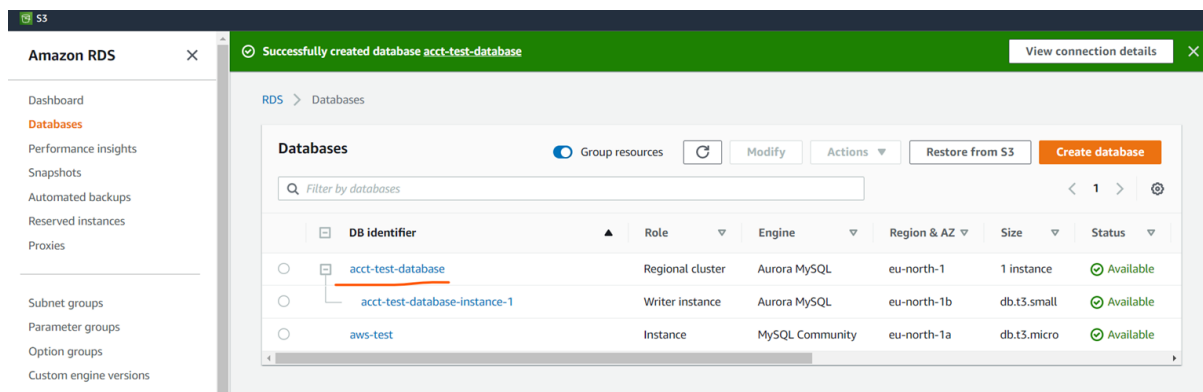 S3
Amazon RDS
Dashboard
Databases
Performance insights
Snapshots
Automated backups
Reserved instances
Proxies
Subnet groups
Parameter groups
Option groups
Custom engine versions
Successfully created database acct-test-database View connection details
RDS > Databases
Databases Group resources Modify Actions Restore from S3 Create database
Filter by databases 1
DB identifier Role Engine Region & AZ Size Status
acct-test-database Regional cluster Aurora MySQL eu-north-1 1 instance Available
acct-test-database-instance-1 Writer instance Aurora MySQL eu-north-1b db.t3.small Available
aws-test Instance MySQL Community eu-north-1a db.t3.micro Available